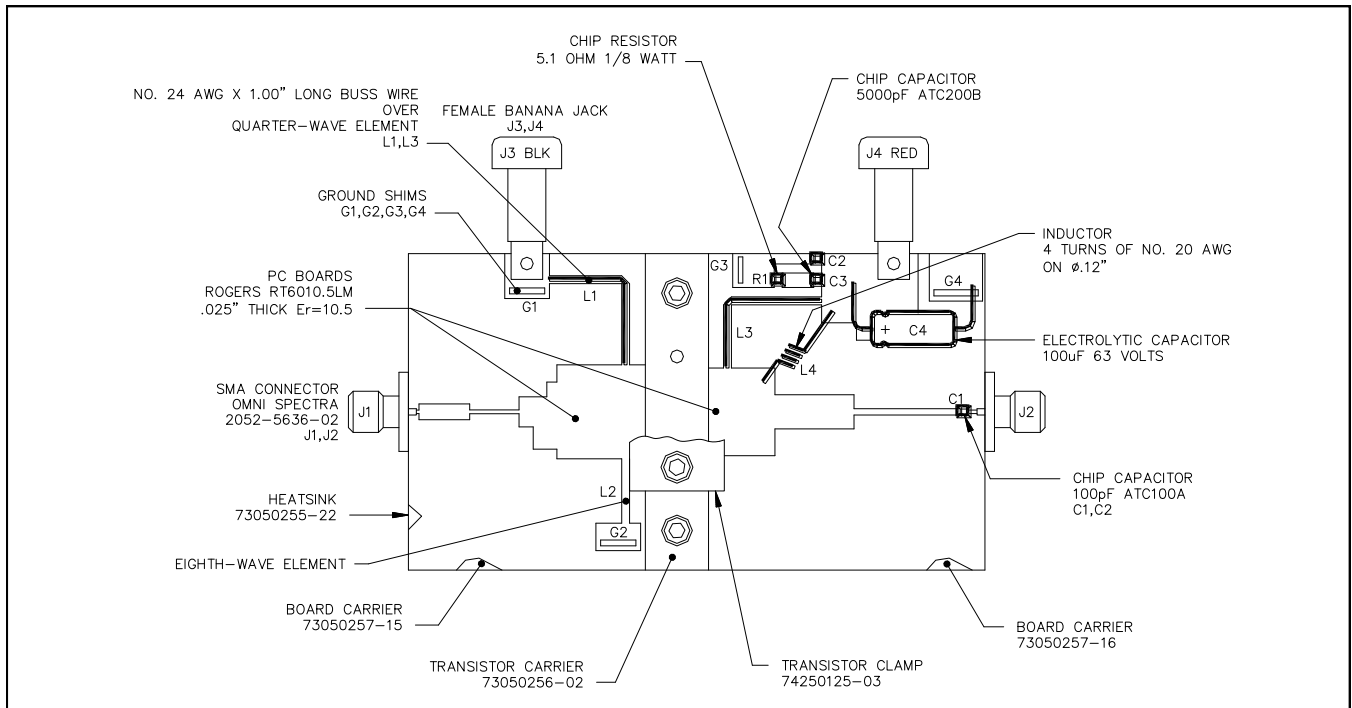 CHIP RESISTOR
5.1 OHM 1/8 WATT
CHIP CAPACITOR
5000pF ATC200B
NO. 24 AWG X 1.00" LONG BUSS WIRE
OVER
QUARTER-WAVE ELEMENT
L1,L3
FEMALE BANANA JACK
J3,J4
J3 BLK
J4 RED
GROUND SHIMS
G1,G2,G3,G4
INDUCTOR
4 TURNS OF NO. 20 AWG
ON ø.12"
PC BOARDS
ROGERS RT6010.5LM
.025" THICK Er=10.5
G3
C2
R1
C3
G4
G1
L1
L3
+ C4
L4
ELECTROLYTIC CAPACITOR
100uF 63 VOLTS
SMA CONNECTOR
OMNI SPECTRA
2052-5636-02
J1,J2
J1
C1
J2
CHIP CAPACITOR
100pF ATC100A
C1,C2
L2
HEATSINK
73050255-22
G2
EIGHTH-WAVE ELEMENT
BOARD CARRIER
73050257-15
BOARD CARRIER
73050257-16
TRANSISTOR CARRIER
73050256-02
TRANSISTOR CLAMP
74250125-03